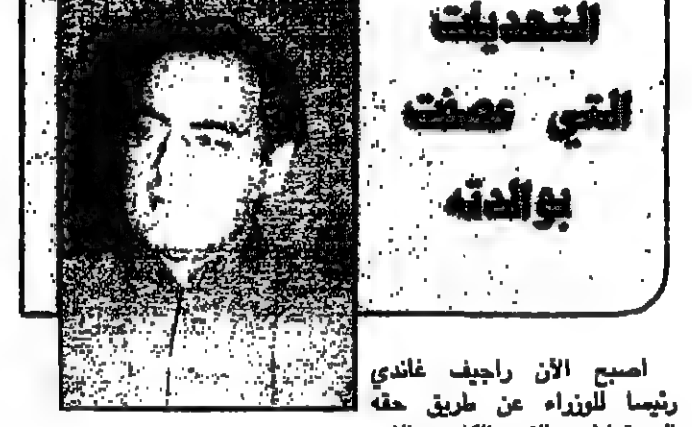 التحديات
التي عصفت
بوالدته
اصبح الآن راجيف غاندي
رئيسا للوزراء عن طريق حقه